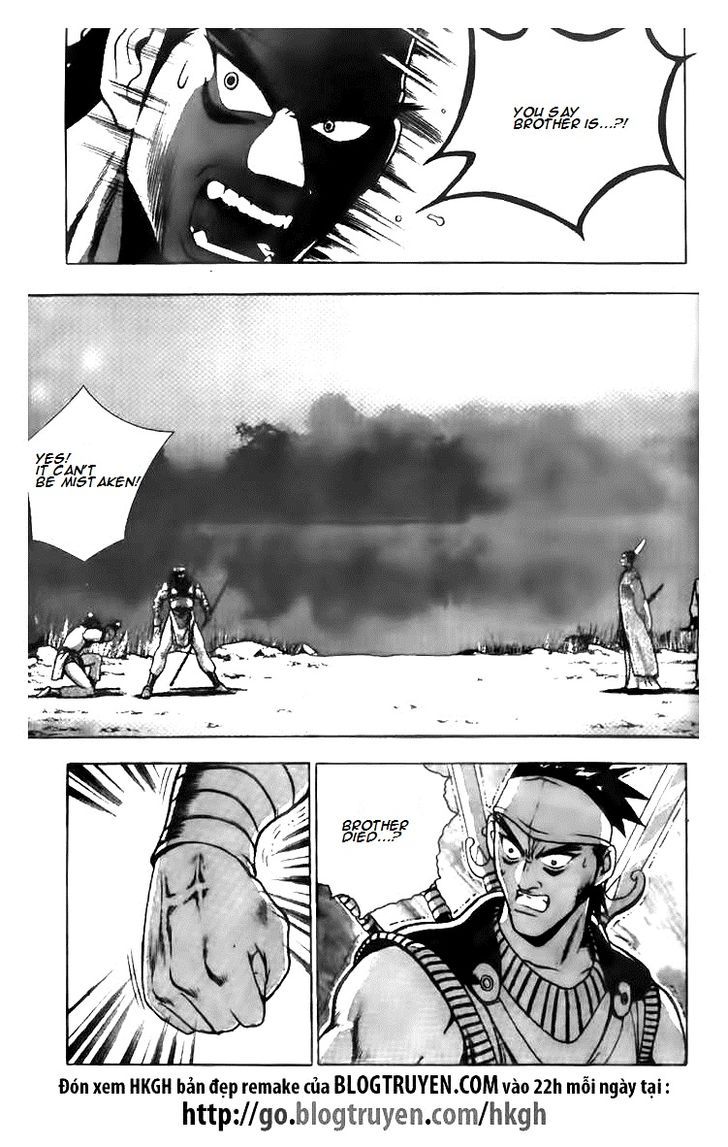 YOU SAY
BROTHER IS...?!
YES!
IT CAN'T
BE MISTAKEN!
BROTHER
DIED...?
Đón xem HKGH bản đẹp remake của BLOGTRUYEN.COM vào 22h mỗi ngày tại :
http://go.blogtruyen.com/hkgh